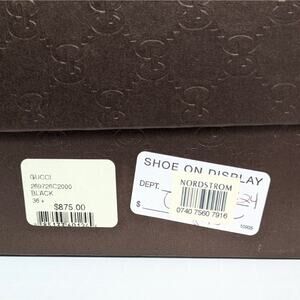 GUCCI
269726C2000
BLACK
36 +
$875.00
SHOE ON DISPLAY
DEPT.
NORDSTROM
0740 7560 7916
$